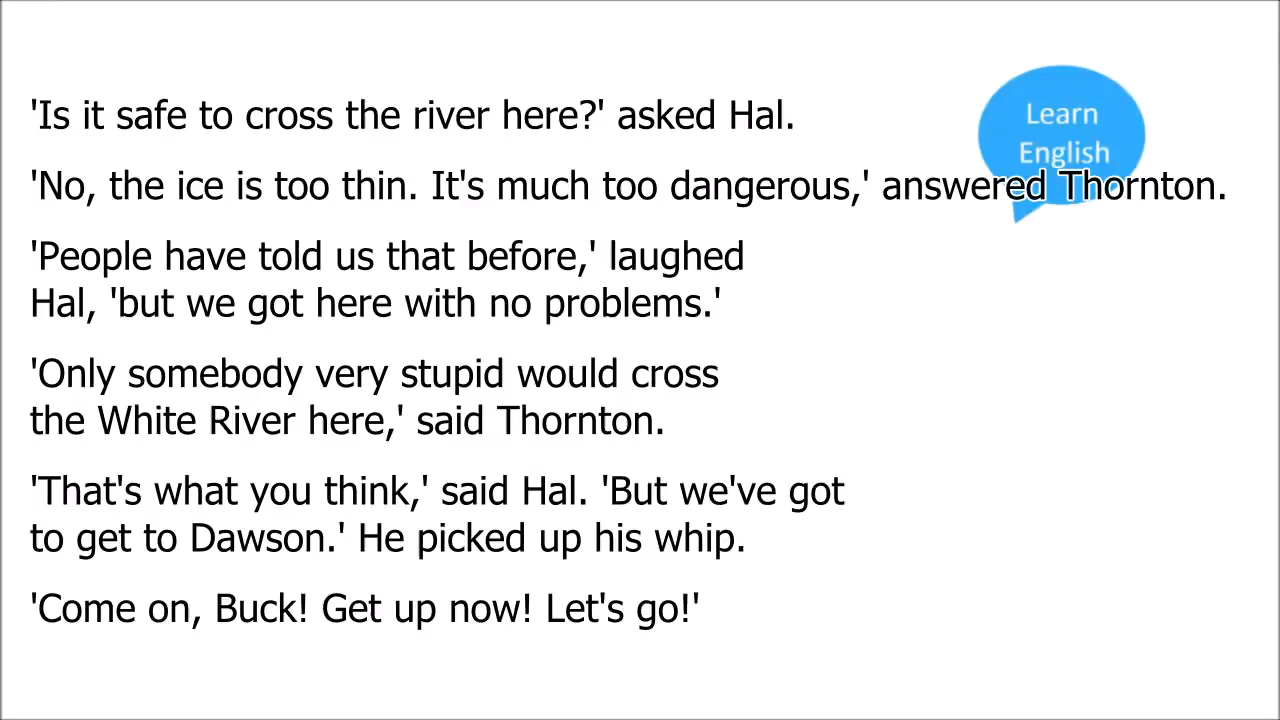 'Is it safe to cross the river here?' asked Hal.
Learn
English
'No, the ice is too thin. It's much too dangerous,' answered Thornton.
'People have told us that before,' laughed
Hal, 'but we got here with no problems.'
'Only somebody very stupid would cross
the White River here,' said Thornton.
'That's what you think,' said Hal. 'But we've got
to get to Dawson.' He picked up his whip.
'Come on, Buck! Get up now! Let's go!'